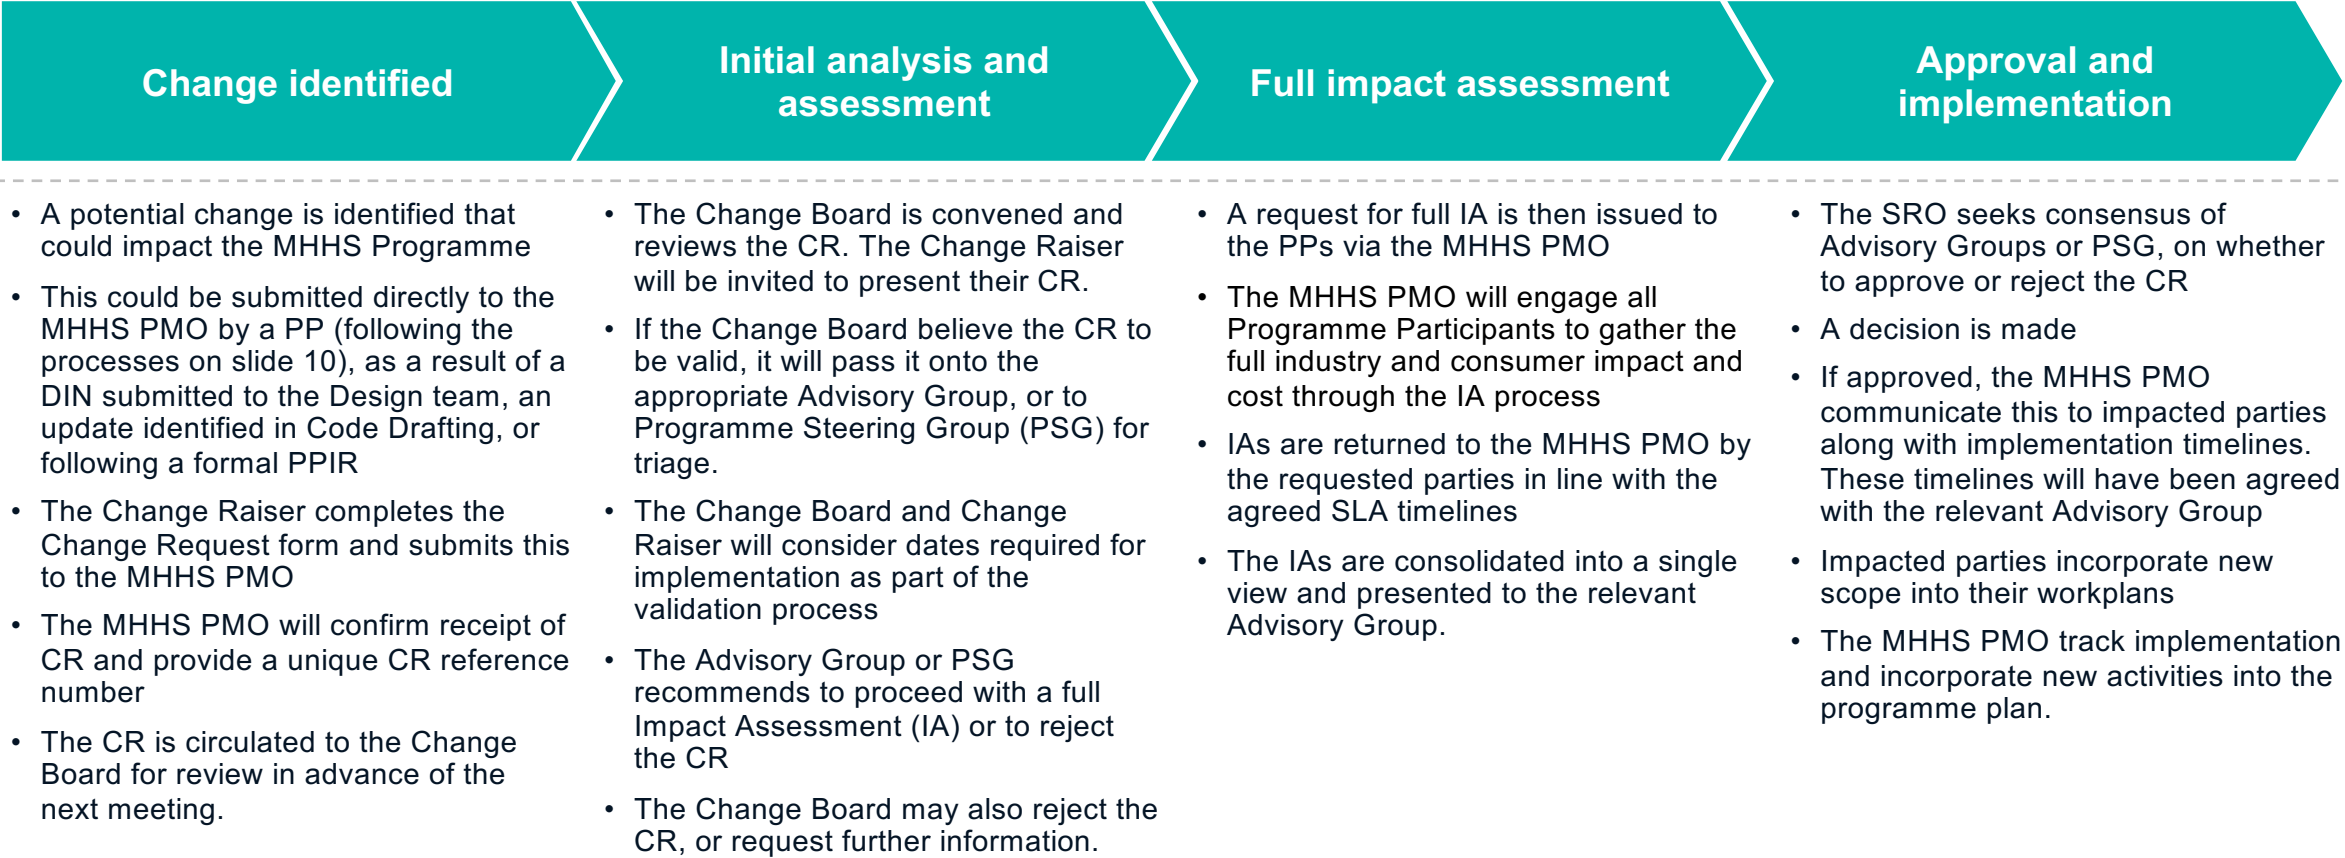 Change identified
Initial analysis and
assessment
Full impact assessment
Approval and
implementation
• A potential change is identified that
could impact the MHHS Programme
• This could be submitted directly to the
MHHS PMO by a PP (following the
processes on slide 10), as a result of a
DIN submitted to the Design team, an
update identified in Code Drafting, or
following a formal PPIR
• The Change Raiser completes the
Change Request form and submits this
to the MHHS PMO
• The MHHS PMO will confirm receipt of
CR and provide a unique CR reference
number
• The CR is circulated to the Change
Board for review in advance of the
next meeting.
• The Change Board is convened and
reviews the CR. The Change Raiser
will be invited to present their CR.
• If the Change Board believe the CR to
be valid, it will pass it onto the
appropriate Advisory Group, or to
Programme Steering Group (PSG) for
triage.
• The Change Board and Change
Raiser will consider dates required for
implementation as part of the
validation process
• The Advisory Group or PSG
recommends to proceed with a full
Impact Assessment (IA) or to reject
the CR
• The Change Board may also reject the
CR, or request further information.
• A request for full IA is then issued to
the PPs via the MHHS PMO
• The MHHS PMO will engage all
Programme Participants to gather the
full industry and consumer impact and
cost through the IA process
• IAs are returned to the MHHS PMO by
the requested parties in line with the
agreed SLA timelines
• The IAs are consolidated into a single
view and presented to the relevant
Advisory Group.
• The SRO seeks consensus of
Advisory Groups or PSG, on whether
to approve or reject the CR
• A decision is made
• If approved, the MHHS PMO
communicate this to impacted parties
along with implementation timelines.
These timelines will have been agreed
with the relevant Advisory Group
• Impacted parties incorporate new
scope into their workplans
• The MHHS PMO track implementation
and incorporate new activities into the
programme plan.